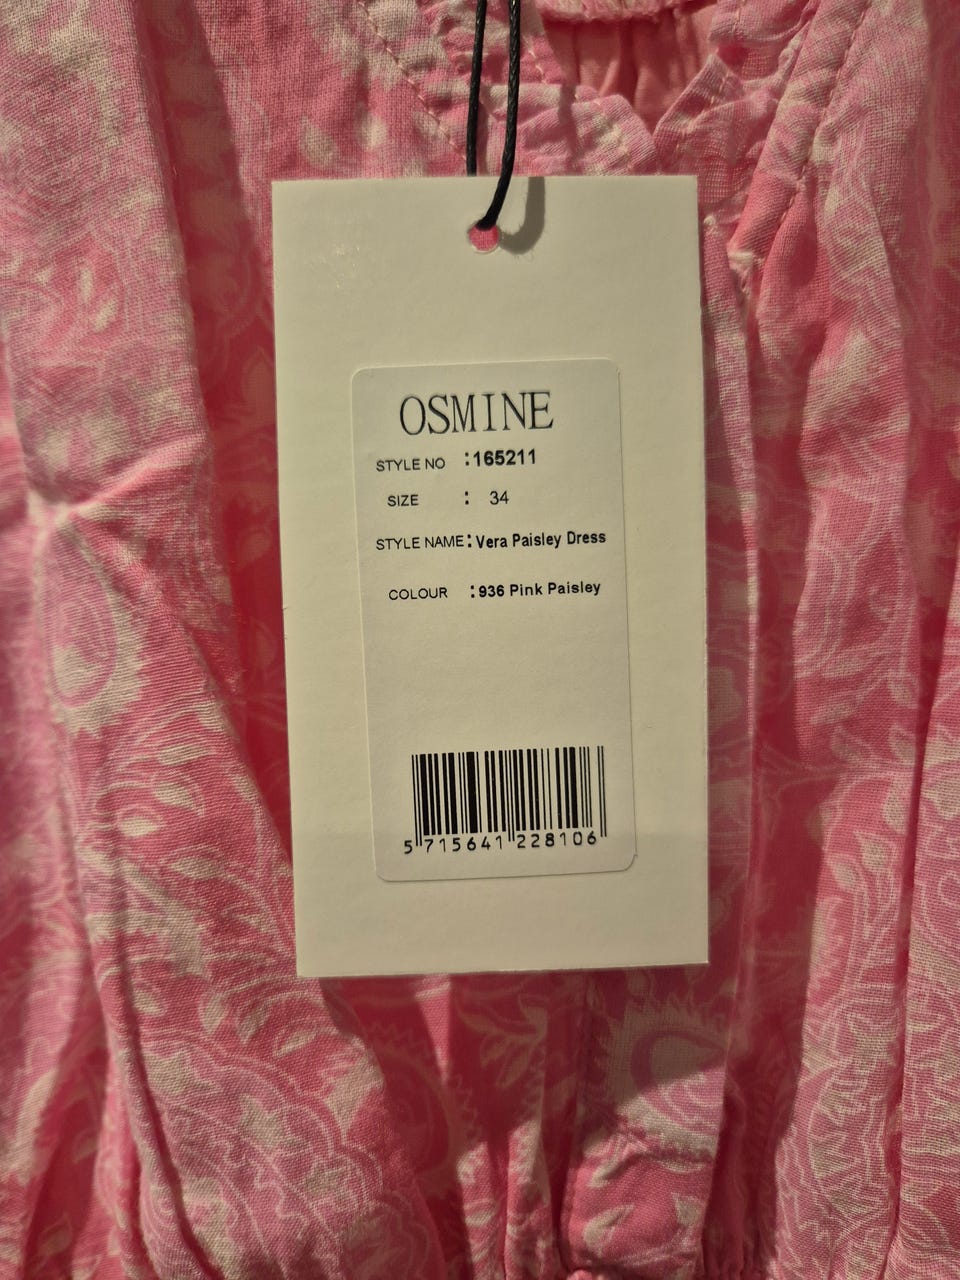 OSMINE
STYLE NO : 165211
SIZE : 34
STYLE NAME : Vera Paisley Dress
COLOUR : 936 Pink Paisley
5 715641 228106